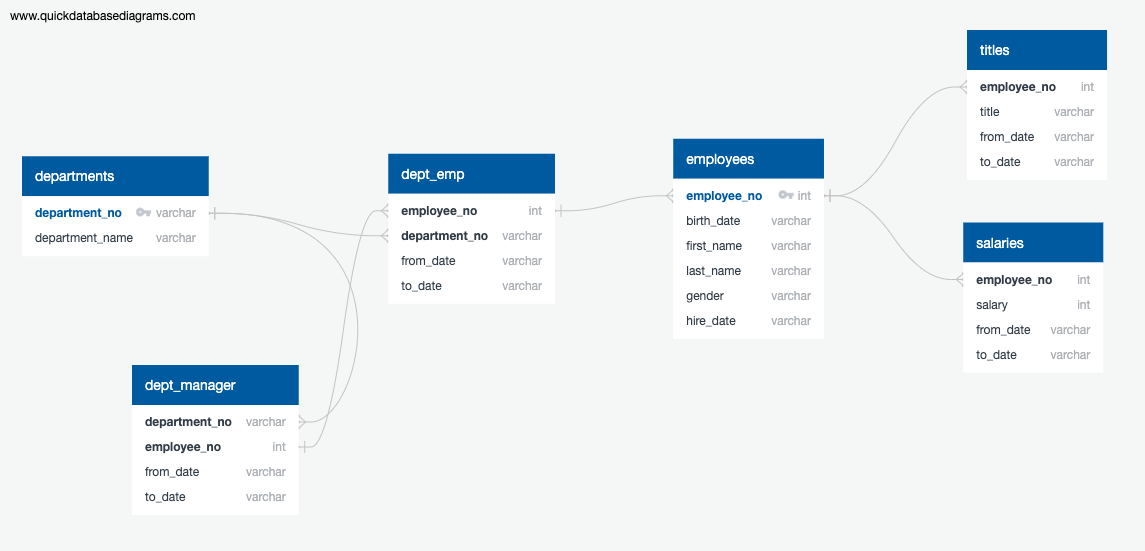 www.quickdatabasediagrams.com
departments
department_no varchar
department_name varchar
dept_emp
employee_no int
department_no varchar
from_date varchar
to_date varchar
employees
employee_no int
birth_date varchar
first_name varchar
last_name varchar
gender varchar
hire_date varchar
titles
employee_no int
title varchar
from_date varchar
to_date varchar
salaries
employee_no int
salary int
from_date varchar
to_date varchar
dept_manager
department_no varchar
employee_no int
from_date varchar
to_date varchar